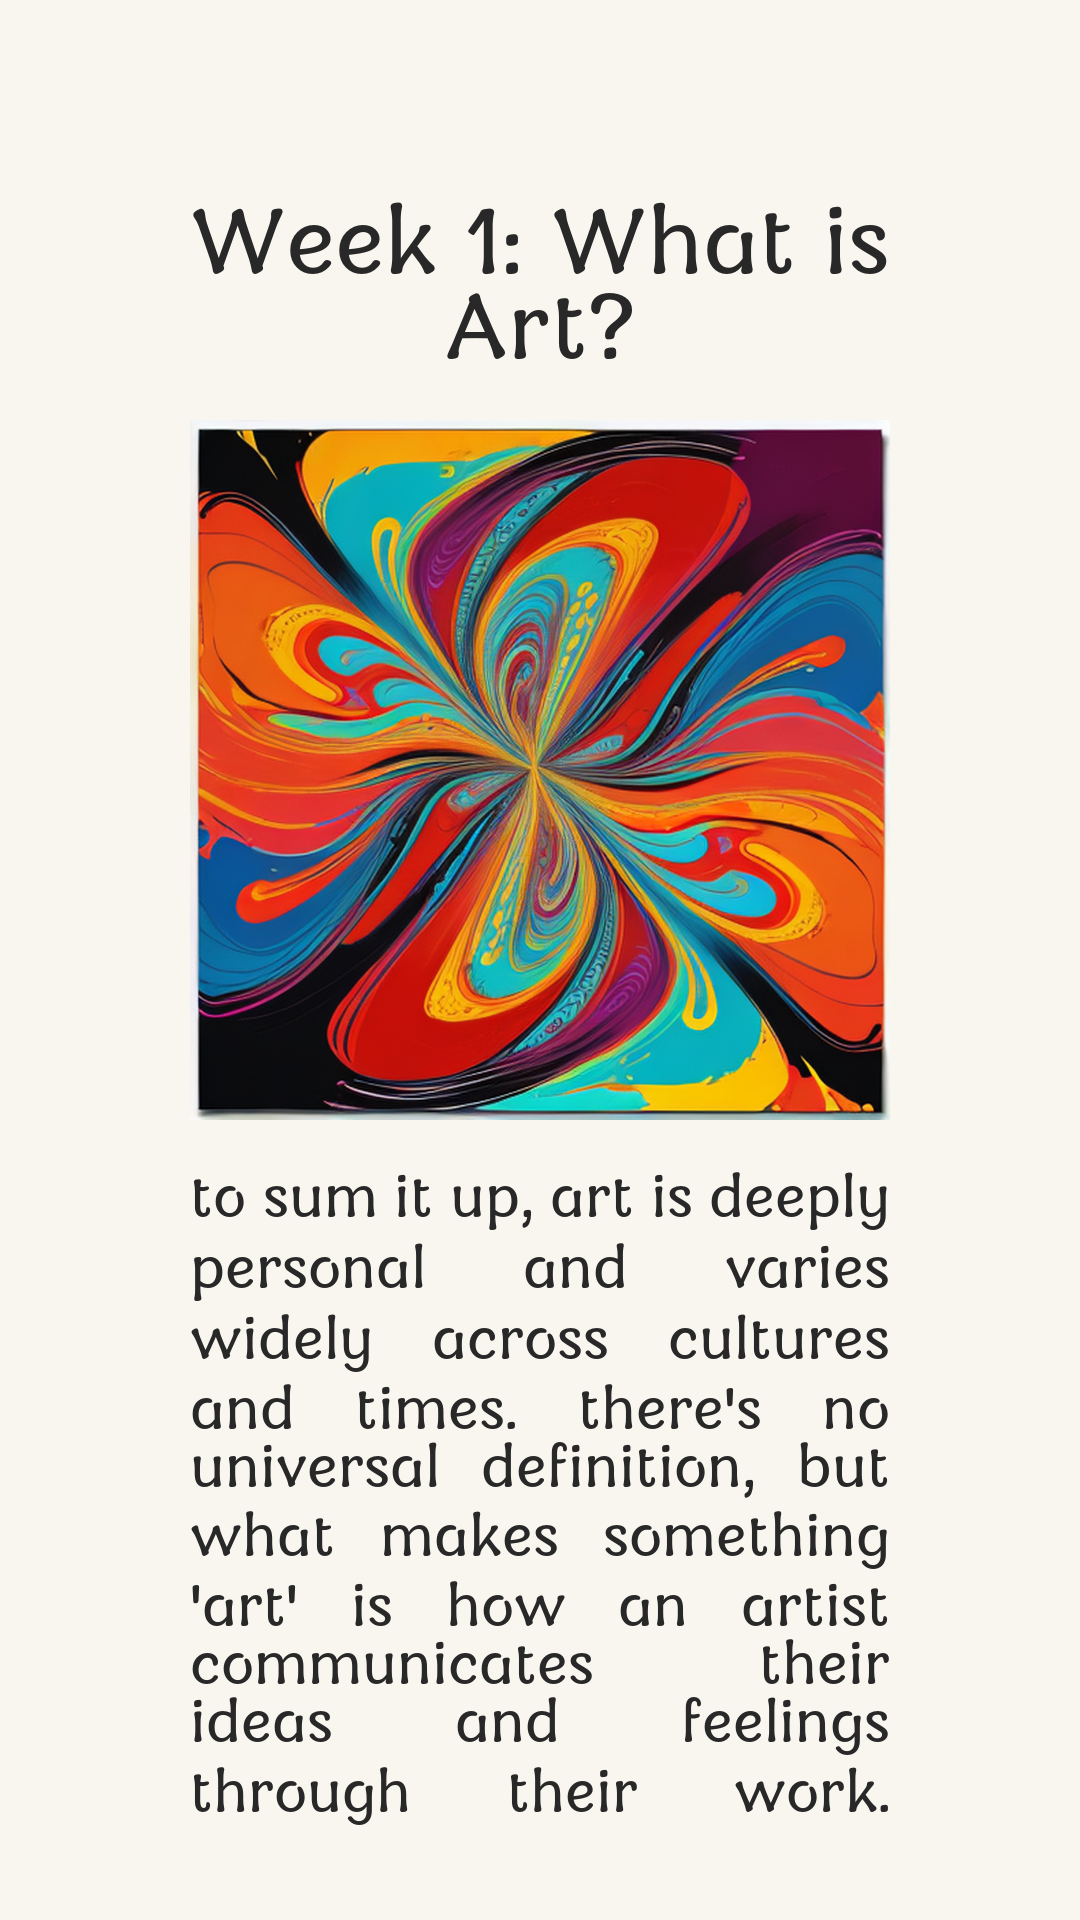 Week 1: What is
Art?
to sum it up, art is deeply
personal and varies
widely across cultures
and times. there's no
universal definition, but
what makes something
'art' is how an artist
communicates their
ideas and feelings
through their work.